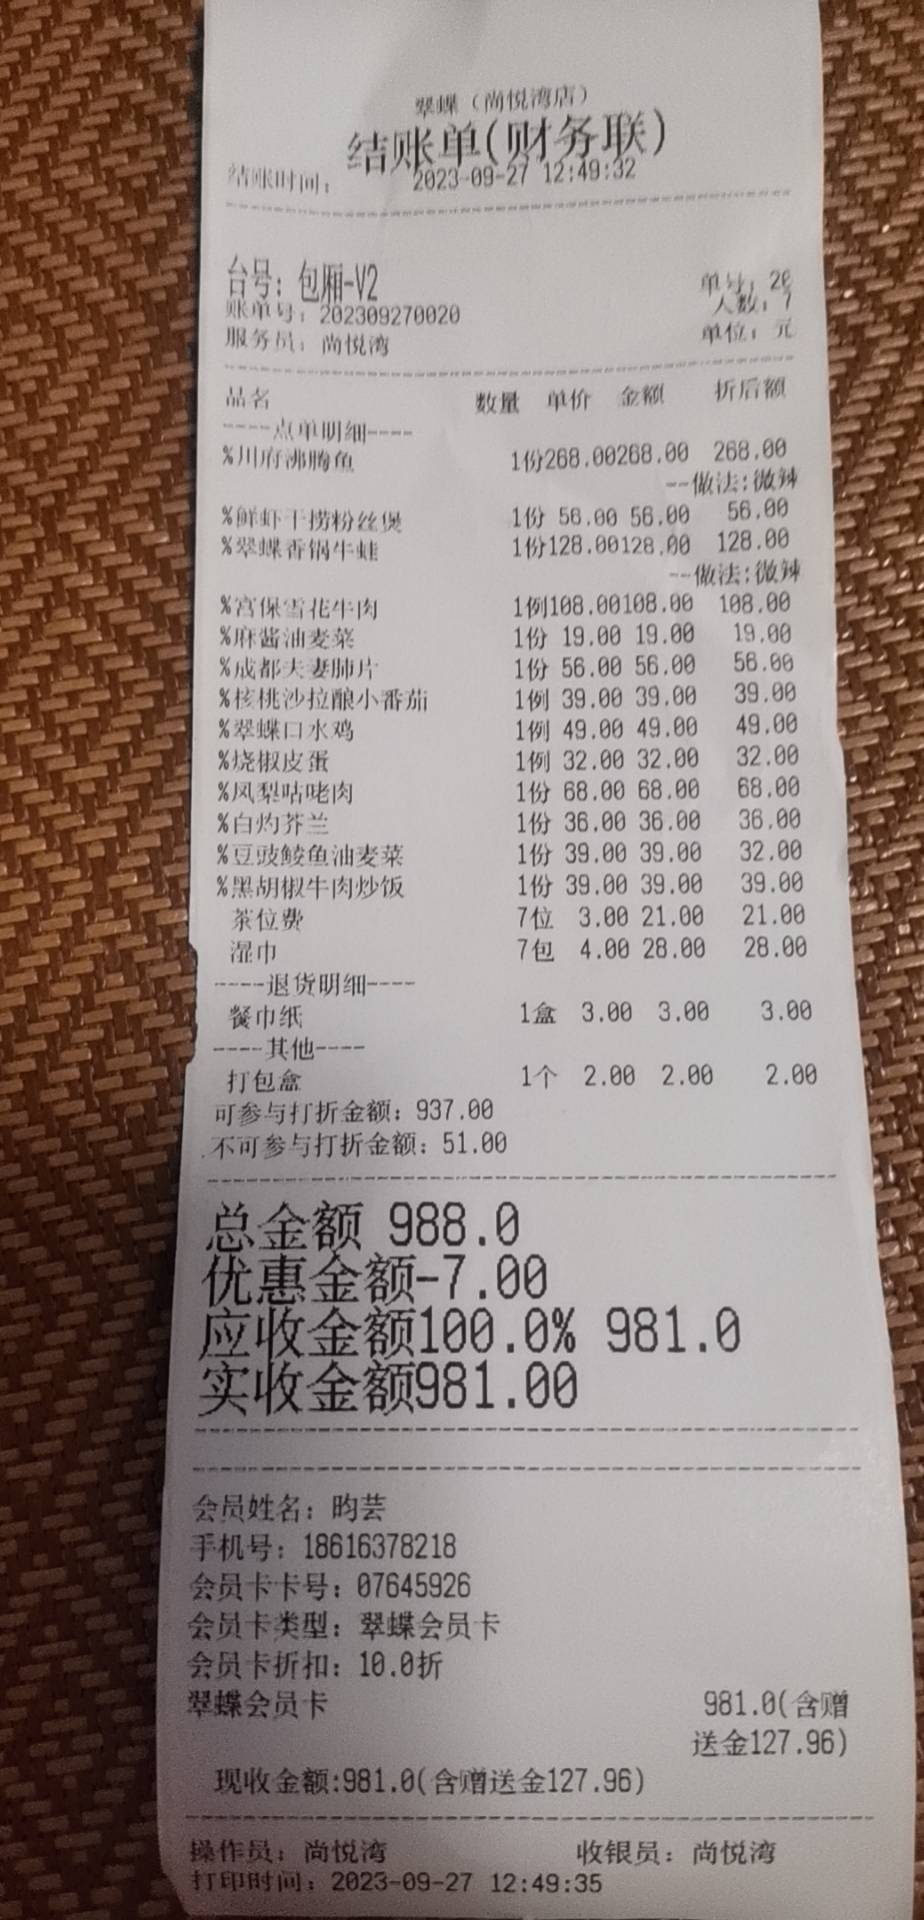 翠蝶（尚悦湾店）
结账单(财务联)
结账时间： 2023-09-27 12:49:32
台号：包厢-V2 单号：20
账单号：202309270020 人数：7
服务员：尚悦湾 单位：元
品名 数量 单价 金额 折后额
----点单明细----
%川府沸腾鱼 1份268.00268.00 268.00
--做法:微辣
%鲜虾干捞粉丝煲 1份 56.00 56.00 56.00
%翠蝶香锅牛蛙 1份128.00128.00 128.00
--做法:微辣
%宫保雪花牛肉 1例108.00108.00 108.00
%麻酱油麦菜 1份 19.00 19.00 19.00
%成都夫妻肺片 1份 56.00 56.00 56.00
%核桃沙拉酿小番茄 1例 39.00 39.00 39.00
%翠蝶口水鸡 1例 49.00 49.00 49.00
%烧椒皮蛋 1例 32.00 32.00 32.00
%凤梨咕咾肉 1份 68.00 68.00 68.00
%白灼芥兰 1份 36.00 36.00 36.00
%豆豉鲮鱼油麦菜 1份 39.00 39.00 32.00
%黑胡椒牛肉炒饭 1份 39.00 39.00 39.00
茶位费 7位 3.00 21.00 21.00
湿巾 7包 4.00 28.00 28.00
----退货明细----
餐巾纸 1盒 3.00 3.00 3.00
----其他----
打包盒 1个 2.00 2.00 2.00
可参与打折金额：937.00
不可参与打折金额：51.00
总金额 988.0
优惠金额-7.00
应收金额100.0% 981.0
实收金额981.00
会员姓名：昀芸
手机号：18616378218
会员卡卡号：07645926
会员卡类型：翠蝶会员卡
会员卡折扣：10.0折
翠蝶会员卡 981.0(含赠
送金127.96)
现收金额:981.0(含赠送金127.96)
操作员：尚悦湾 收银员：尚悦湾
打印时间：2023-09-27 12:49:35